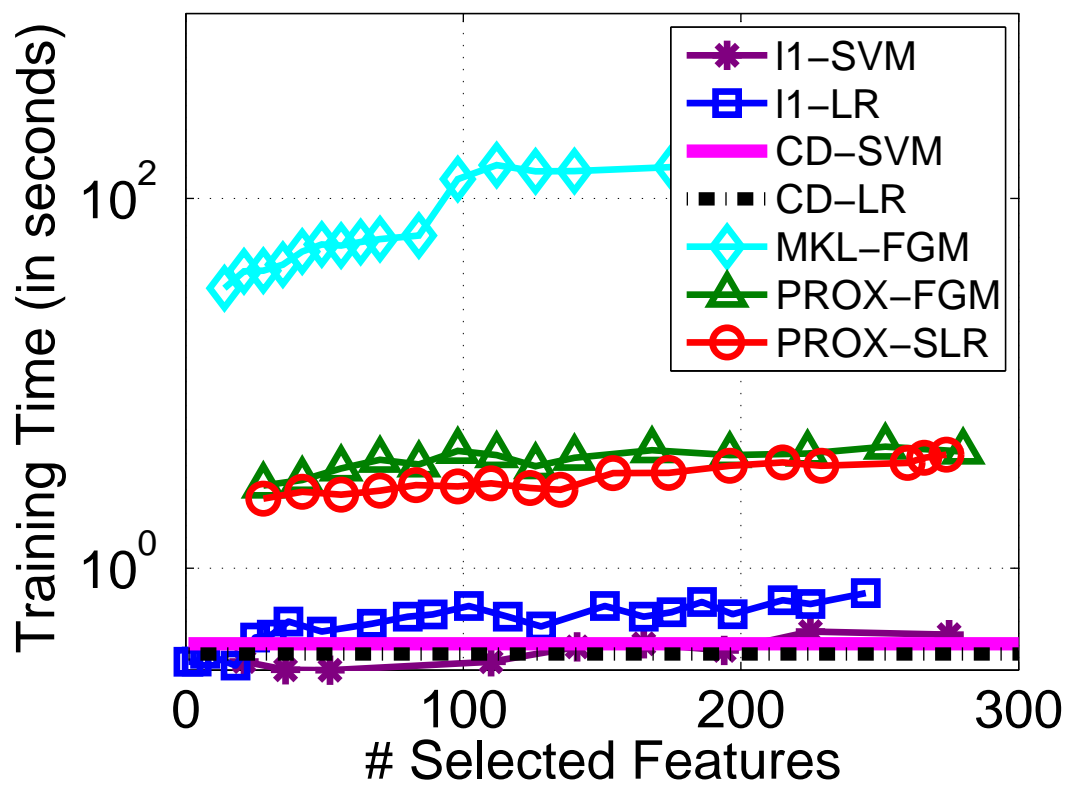 Training Time (in seconds)
10^2
10^0
0
100
200
300
# Selected Features
l1−SVM
l1−LR
CD−SVM
CD−LR
MKL−FGM
PROX−FGM
PROX−SLR